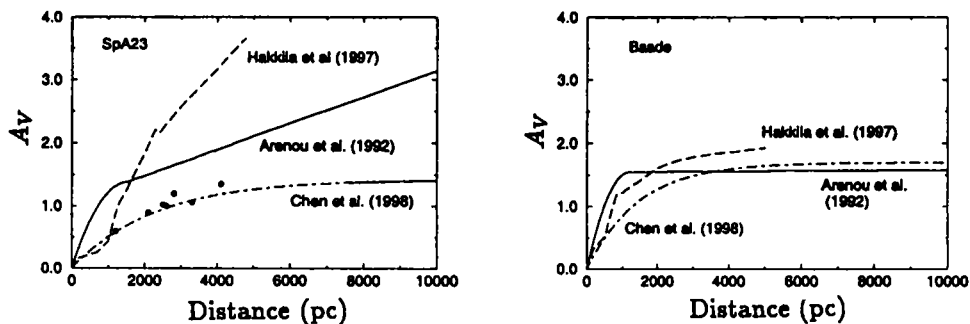 4.0
3.0
2.0
1.0
0.0
Av
SpA23
Hakkila et al (1997)
Arenou et al. (1992)
Chen et al. (1998)
0 2000 4000 6000 8000 10000
Distance (pc)
4.0
3.0
2.0
1.0
0.0
Av
Baade
Hakkila et al. (1997)
Arenou et al.
(1992)
Chen et al. (1998)
0 2000 4000 6000 8000 10000
Distance (pc)